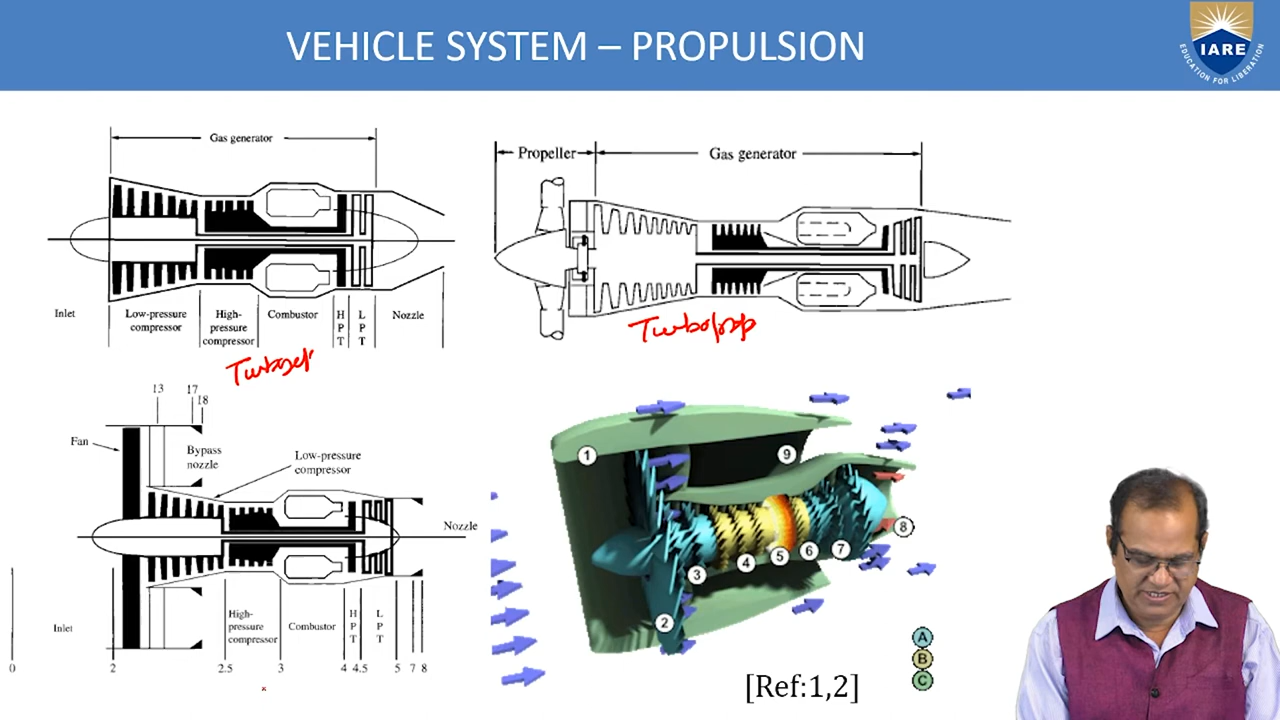 VEHICLE SYSTEM – PROPULSION
IARE
EDUCATION FOR LIBERATION
Gas generator
Inlet
Low-pressure
compressor
High-
pressure
compressor
Combustor
H
P
T
L
P
T
Nozzle
Turbojet
Propeller
Gas generator
Turboprop
13
17
18
Fan
Bypass
nozzle
Low-pressure
compressor
Nozzle
Inlet
High-
pressure
compressor
Combustor
H
P
T
L
P
T
0
2
2.5
3
4
4.5
5
7
8
1
9
2
3
4
5
6
7
8
A
B
C
[Ref:1,2]